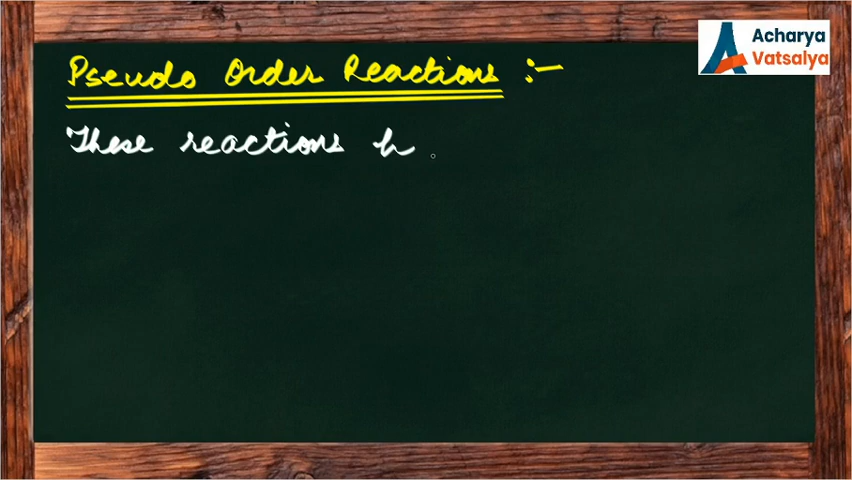 Acharya
Vatsalya
Pseudo Order Reactions :-
These reactions h